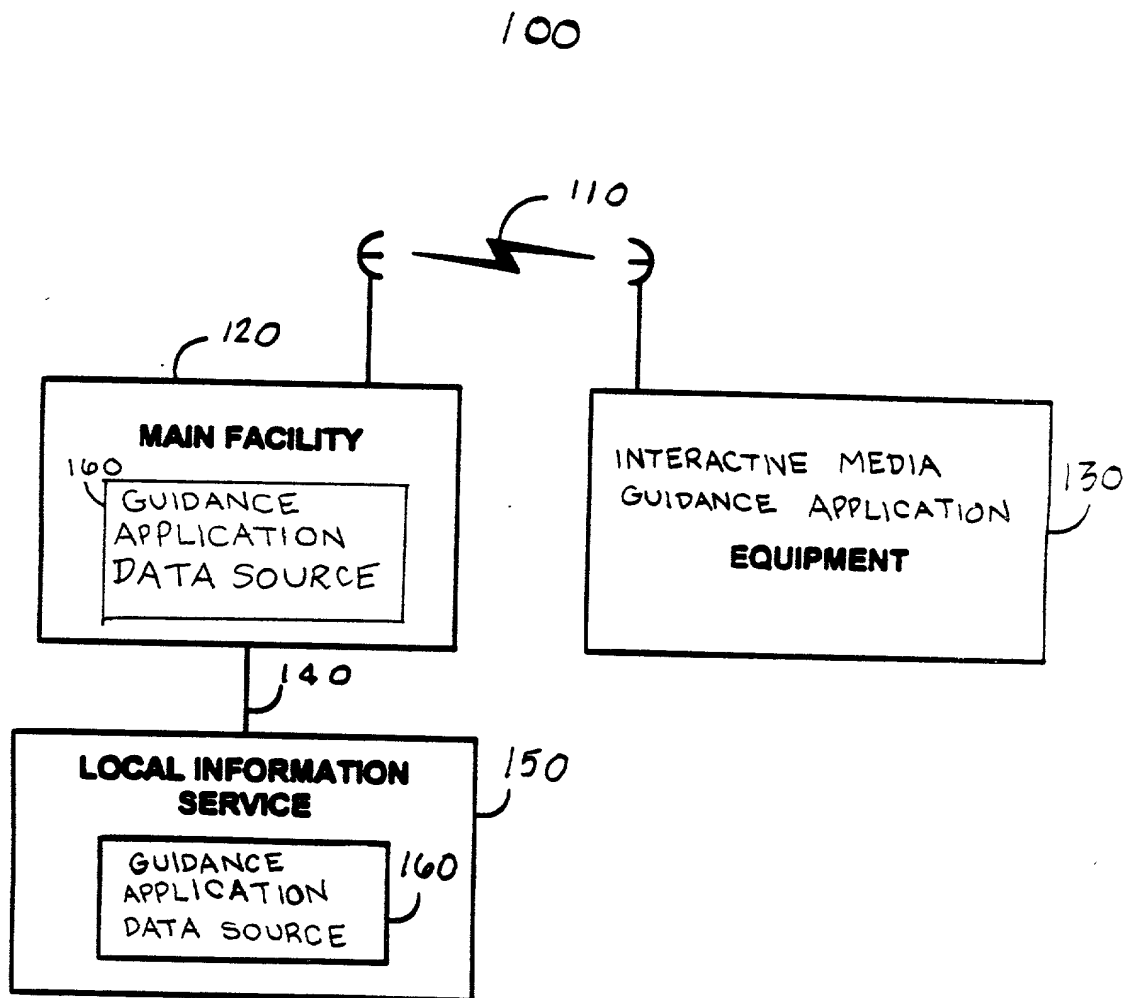 100
110
120
MAIN FACILITY
160
GUIDANCE
APPLICATION
DATA SOURCE
INTERACTIVE MEDIA
GUIDANCE APPLICATION
EQUIPMENT
130
140
LOCAL INFORMATION
SERVICE
150
GUIDANCE
APPLICATION
DATA SOURCE
160